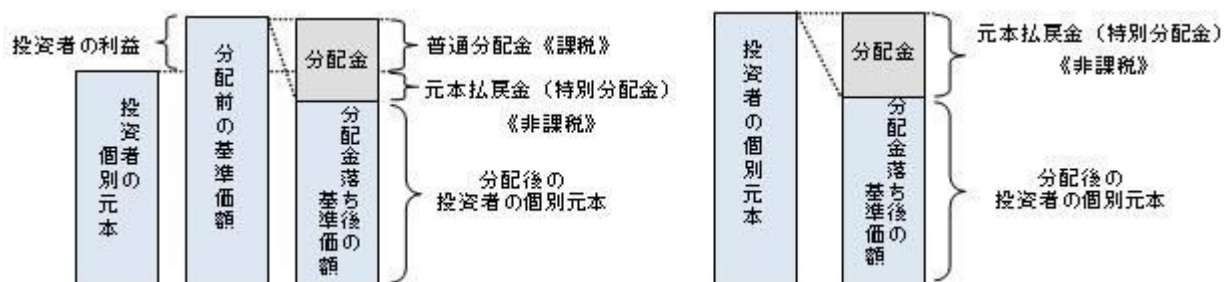 投資者の利益
投資者の
個別元本
分配前の基準価額
分配金
分配金落ち後の
基準価額
普通分配金《課税》
元本払戻金（特別分配金）
《非課税》
分配後の
投資者の個別元本
投資者の個別元本
分配金
分配金落ち後の
基準価額
元本払戻金（特別分配金）
《非課税》
分配後の
投資者の個別元本